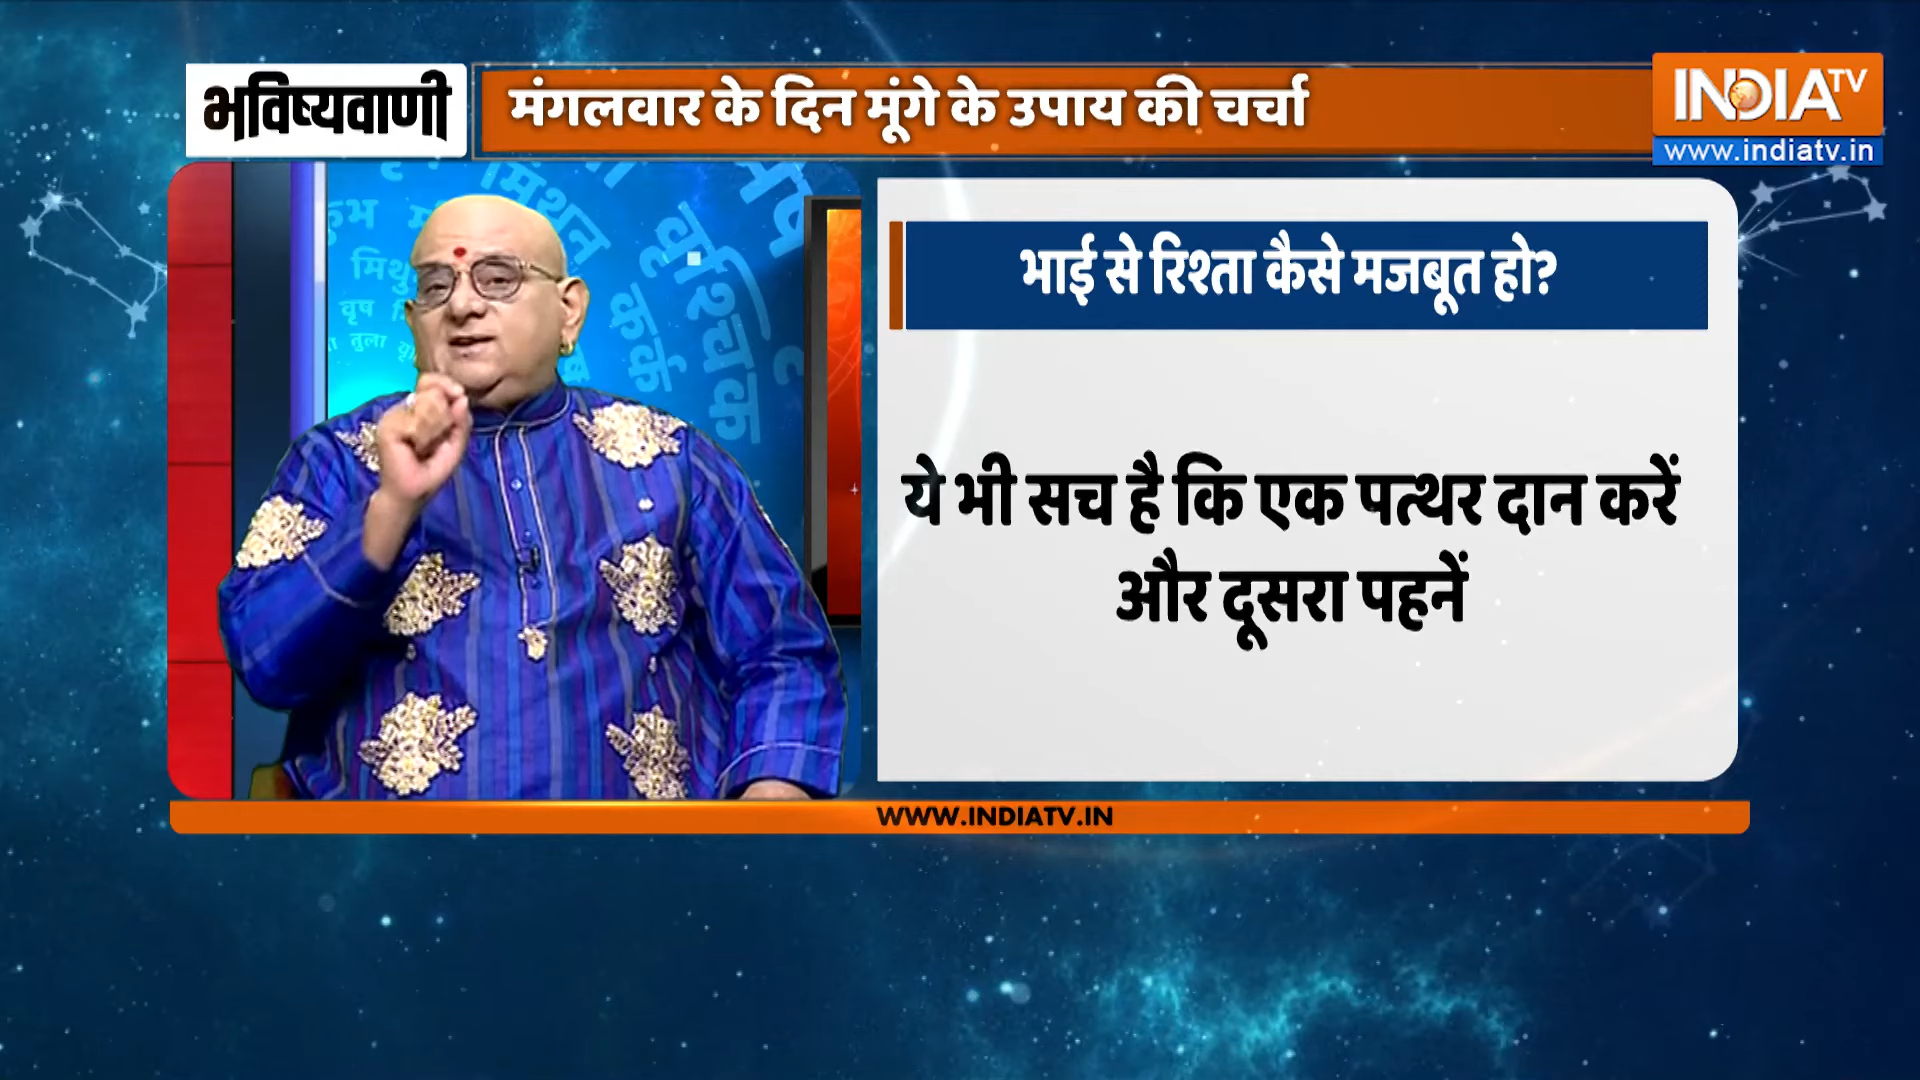 भविष्यवाणी
मंगलवार के दिन मूंगे के उपाय की चर्चा
INDIA TV
www.indiatv.in
मिथुन
वृश्चिक
कर्क
वृष
तुला
भाई से रिश्ता कैसे मजबूत हो?
ये भी सच है कि एक पत्थर दान करें
और दूसरा पहनें
WWW.INDIATV.IN